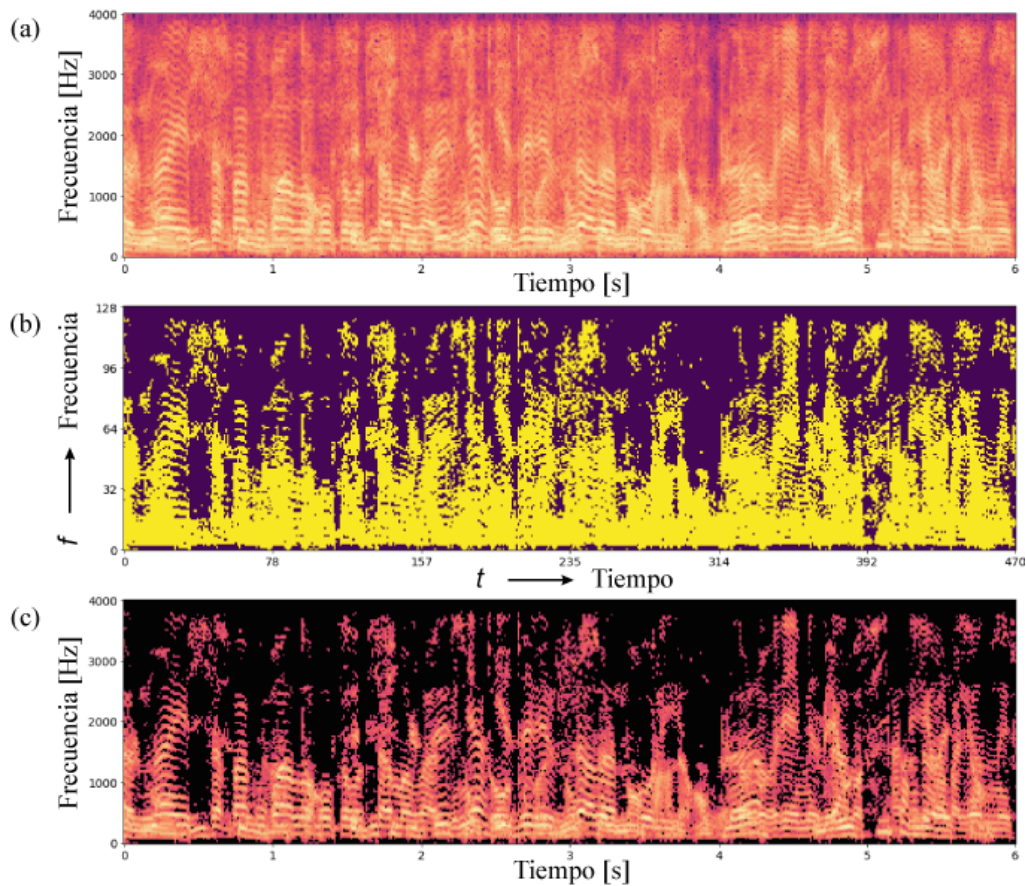 (a)
Frecuencia [Hz]
4000
3000
2000
1000
0
0 1 2 3 4 5 6
Tiempo [s]
(b)
f → Frecuencia
128
96
64
32
0
0 78 157 235 314 392 470
t → Tiempo
(c)
Frecuencia [Hz]
4000
3000
2000
1000
0
0 1 2 3 4 5 6
Tiempo [s]